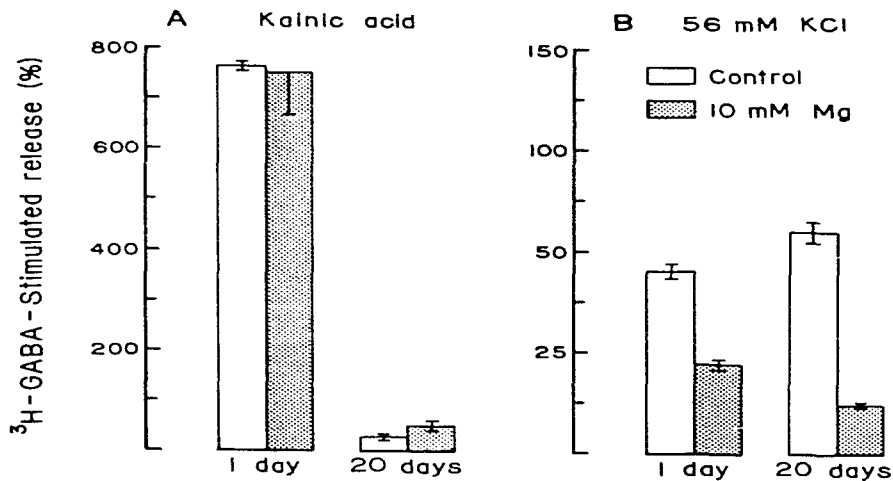 A Kainic acid
800
600
400
200
³H-GABA-Stimulated release (%)
1 day 20 days
B 56 mM KCl
Control
10 mM Mg
150
100
50
25
1 day 20 days